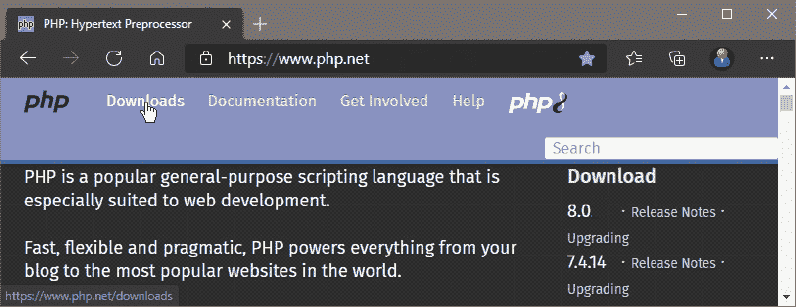 php PHP: Hypertext Preprocessor
https://www.php.net
php Downloads Documentation Get Involved Help php8
Search
PHP is a popular general-purpose scripting language that is
especially suited to web development.
Fast, flexible and pragmatic, PHP powers everything from your
blog to the most popular websites in the world.
Download
8.0 · Release Notes ·
Upgrading
7.4.14 · Release Notes ·
Upgrading
https://www.php.net/downloads